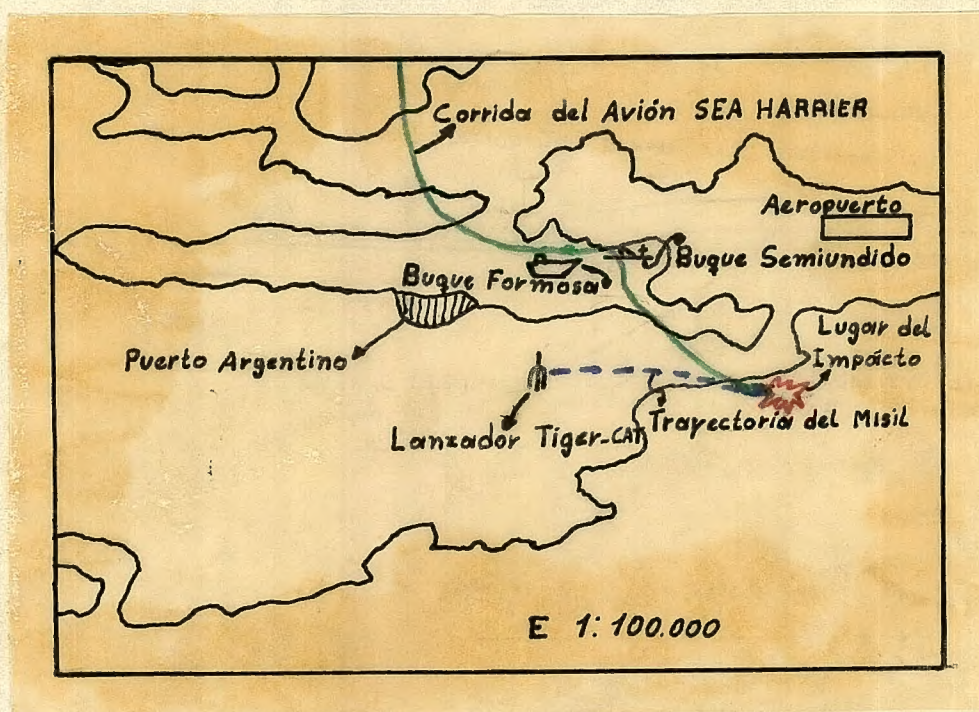 Corrida del Avión SEA HARRIER
Aeropuerto
Buque Semiundido
Buque Formosa
Lugar del
Impácto
Puerto Argentino
Trayectoria del Misil
Lanzador Tiger-CAT
E 1:100.000